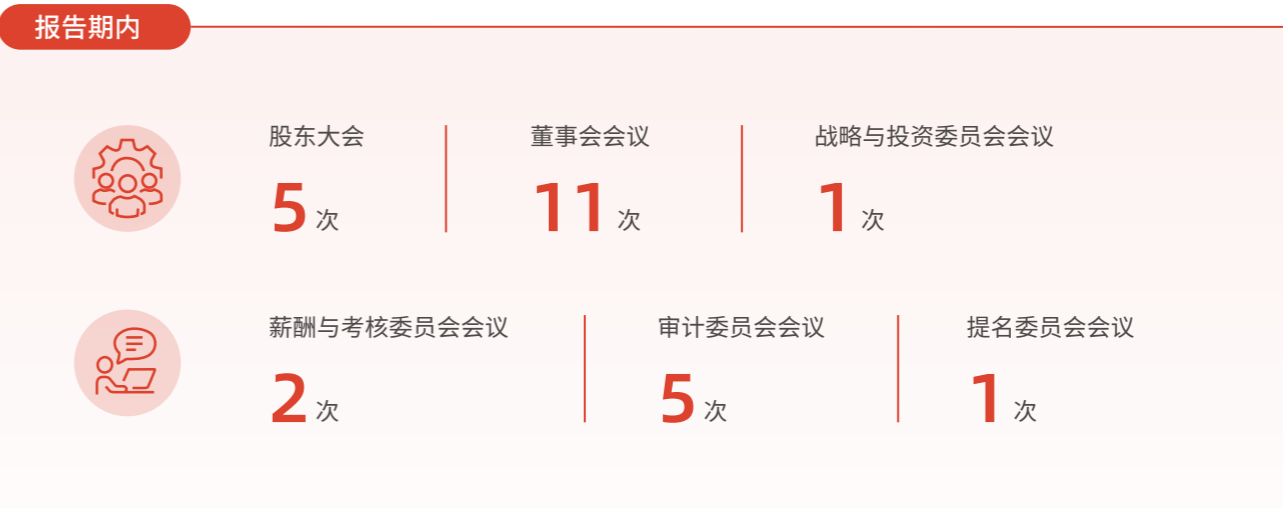 报告期内
股东大会
5 次
董事会会议
11 次
战略与投资委员会会议
1 次
薪酬与考核委员会会议
2 次
审计委员会会议
5 次
提名委员会会议
1 次